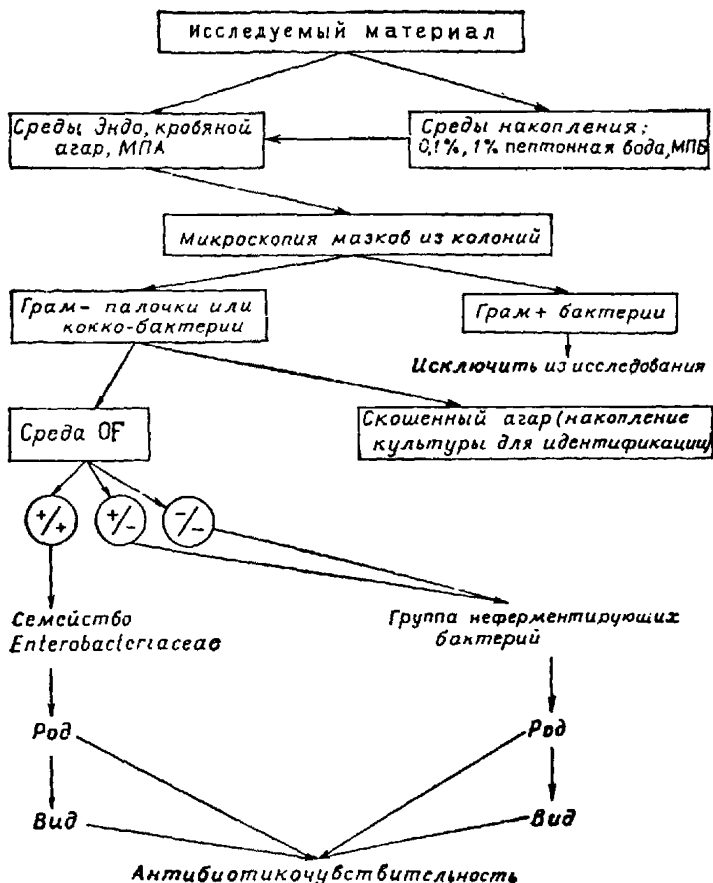 Исследуемый материал
Среды Эндо, кровяной
агар, МПА
Среды накопления:
0,1%, 1% пептонная вода, МПБ
Микроскопия мазков из колоний
Грам- палочки или
кокко-бактерии
Грам+ бактерии
Исключить из исследования
Среда OF
Скошенный агар (накопление
культуры для идентификации)
+/+
+/-
-/-
Семейство
Enterobacteriaceae
Группа неферментирующих
бактерий
Род
Род
Вид
Вид
Антибиотикочувствительность